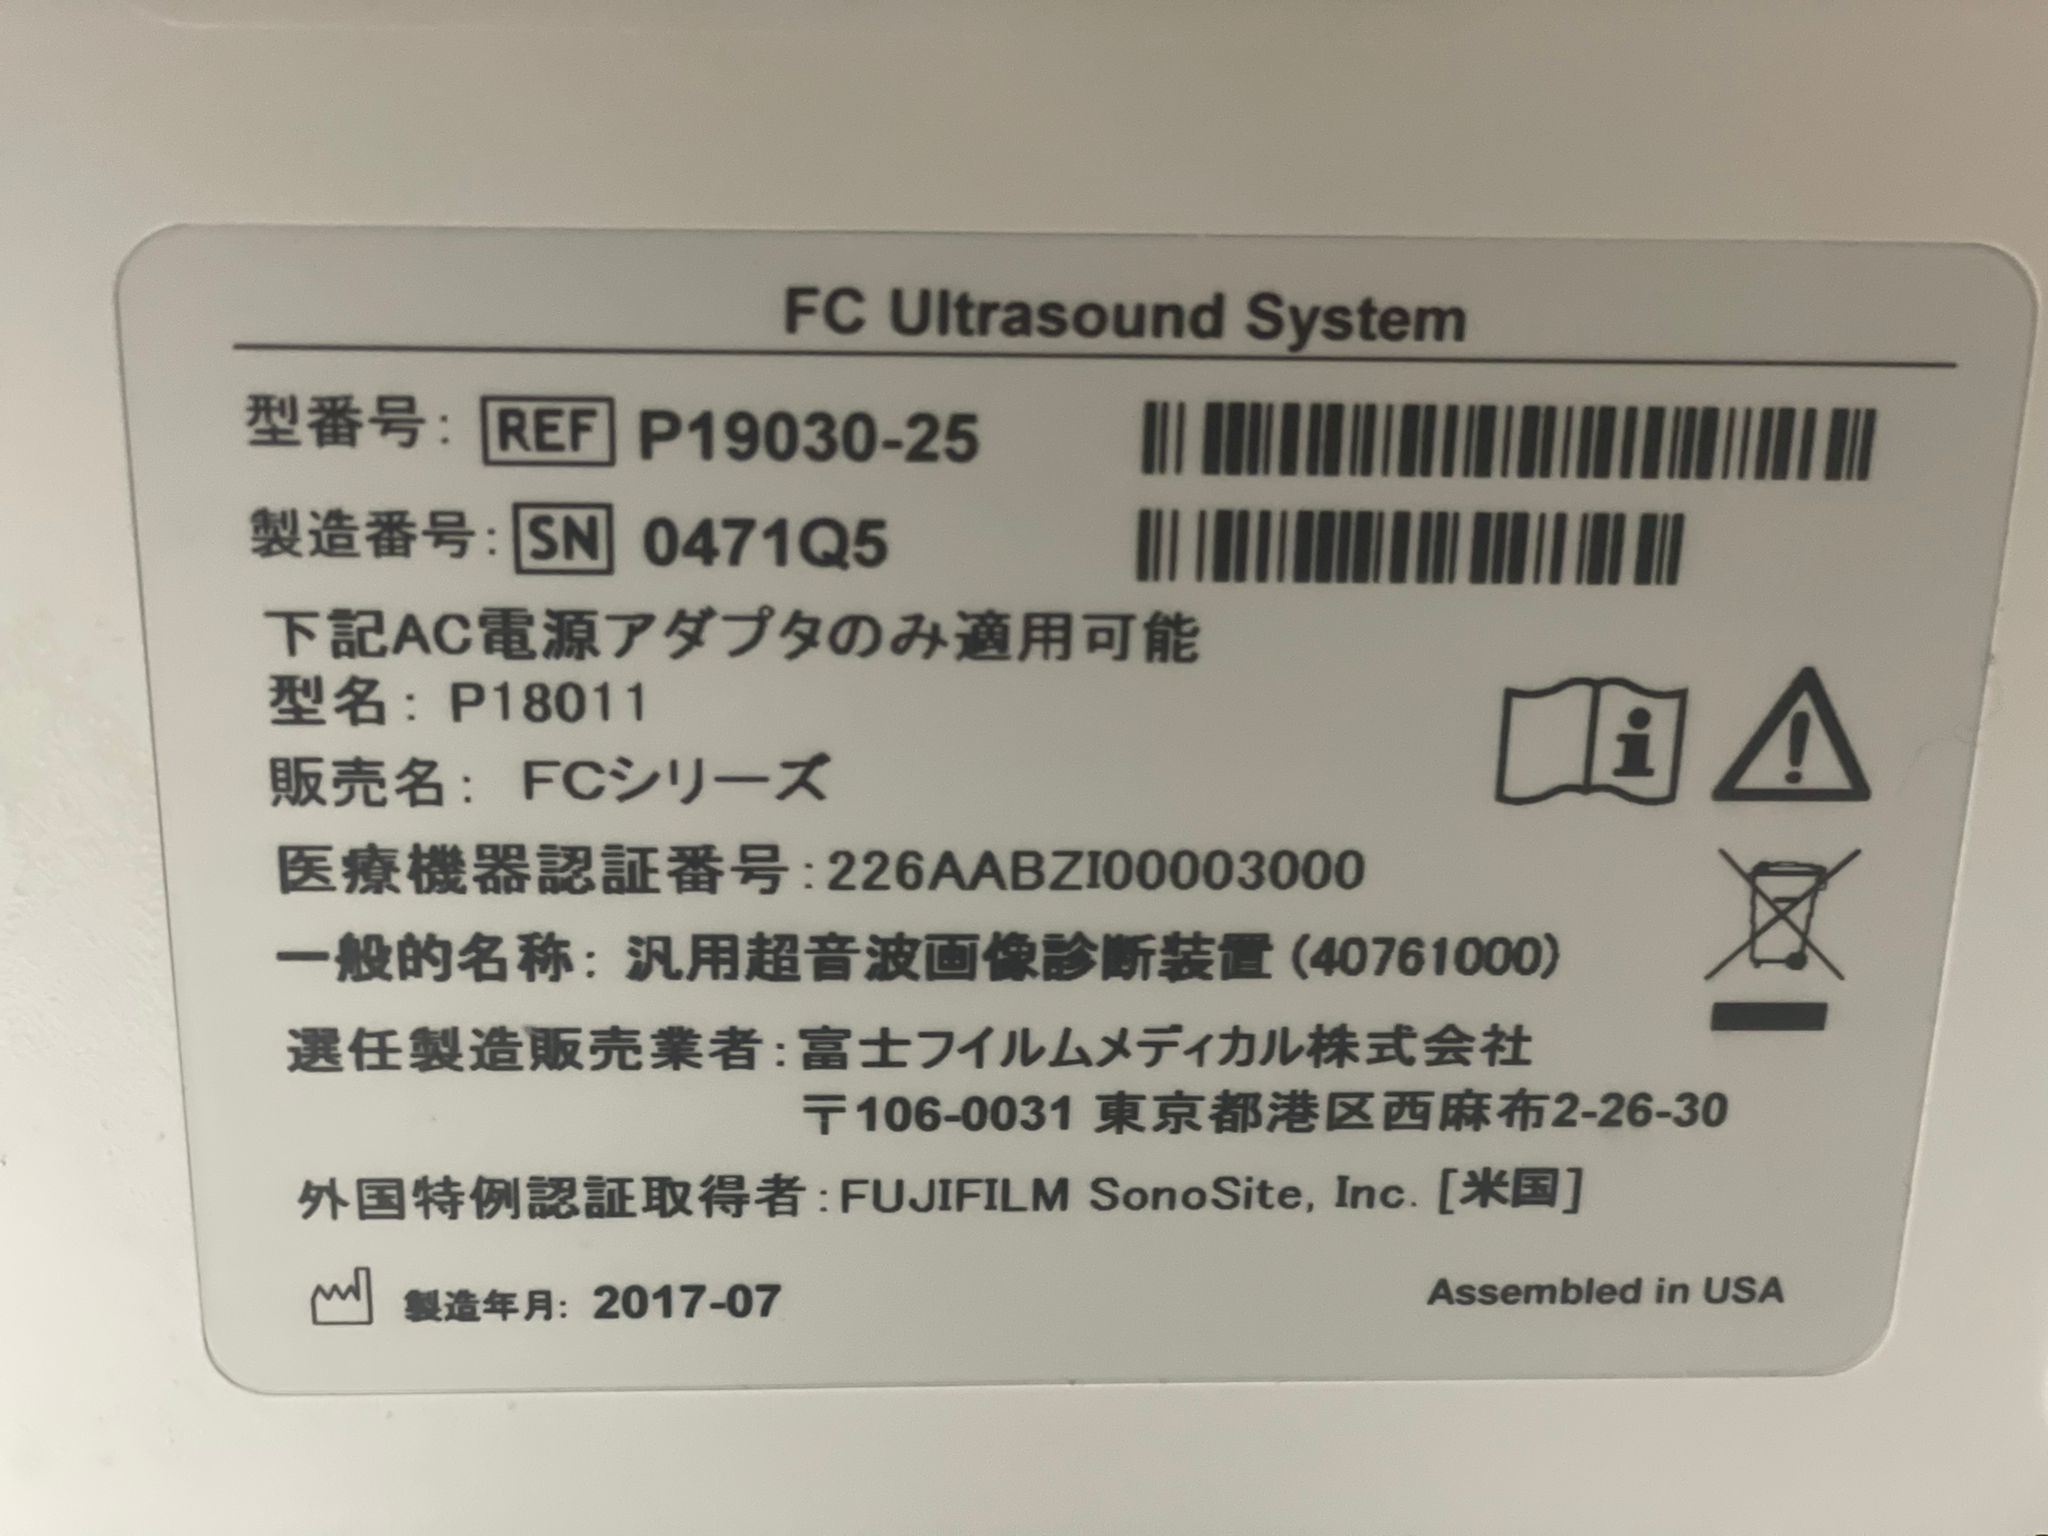 FC Ultrasound System
型番号: REF P19030-25
製造番号: SN 0471Q5
下記AC電源アダプタのみ適用可能
型名: P18011
販売名: FCシリーズ
医療機器認証番号:226AABZI00003000
一般的名称: 汎用超音波画像診断装置(40761000)
選任製造販売業者:富士フイルムメディカル株式会社
〒106-0031 東京都港区西麻布2-26-30
外国特例認証取得者:FUJIFILM SonoSite, Inc. [米国]
製造年月: 2017-07
Assembled in USA